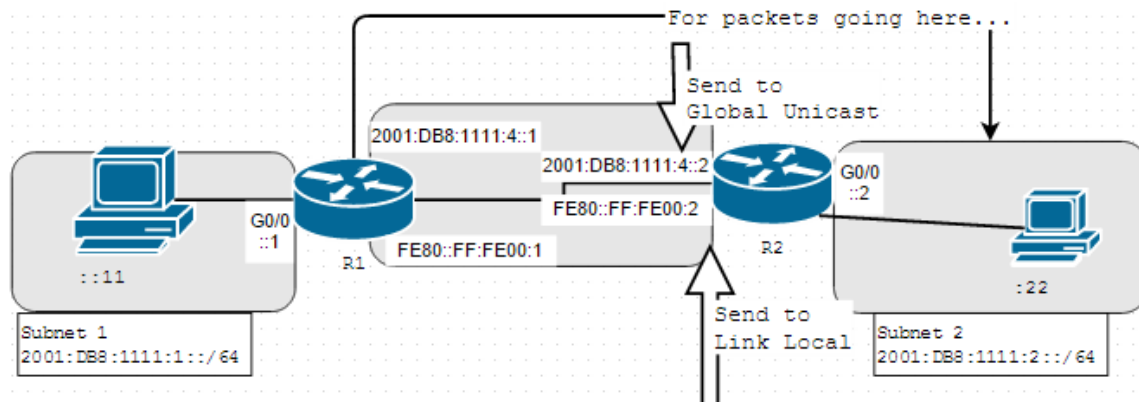 For packets going here...
Send to
Global Unicast
2001:DB8:1111:4::1
2001:DB8:1111:4::2
G0/0
::2
G0/0
::1
FE80::FF:FE00:2
FE80::FF:FE00:1
R1
R2
::11
:22
Send to
Link Local
Subnet 1
2001:DB8:1111:1::/64
Subnet 2
2001:DB8:1111:2::/64